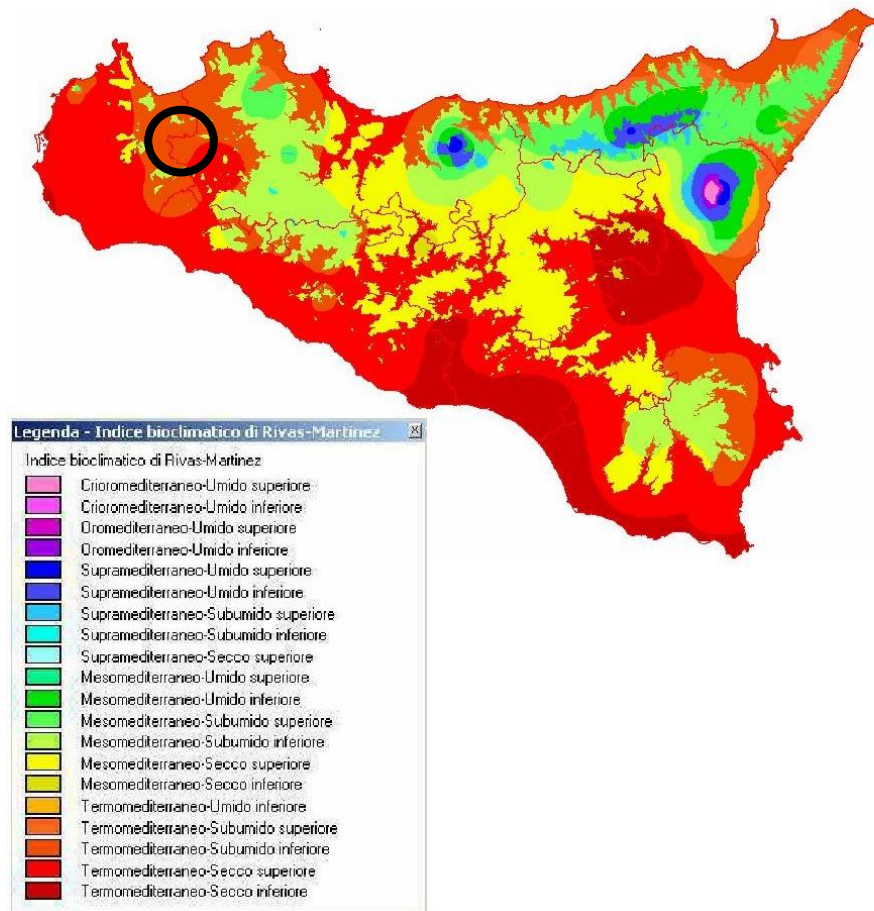 Legenda - Indice bioclimatico di Rivas-Martinez
Indice bioclimatico di Rivas-Martinez
Crioromediterraneo-Umido superiore
Crioromediterraneo-Umido inferiore
Oromediterraneo-Umido superiore
Oromediterraneo-Umido inferiore
Supramediterraneo-Umido superiore
Supramediterraneo-Umido inferiore
Supramediterraneo-Subumido superiore
Supramediterraneo-Subumido inferiore
Supramediterraneo-Secco superiore
Mesomediterraneo-Umido superiore
Mesomediterraneo-Umido inferiore
Mesomediterraneo-Subumido superiore
Mesomediterraneo-Subumido inferiore
Mesomediterraneo-Secco superiore
Mesomediterraneo-Secco inferiore
Termomediterraneo-Umido inferiore
Termomediterraneo-Subumido superiore
Termomediterraneo-Subumido inferiore
Termomediterraneo-Secco superiore
Termomediterraneo-Secco inferiore